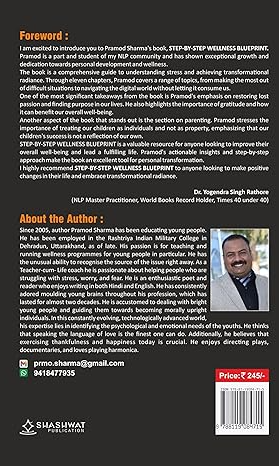 Foreword :
I am excited to introduce you to Pramod Sharma's book, STEP-BY-STEP WELLNESS BLUEPRINT.
Pramod is a part and student of my NLP community and has shown exceptional growth and
dedication towards personal development and wellness.
The book is a comprehensive guide to understanding stress and achieving transformational
radiance. Through eleven chapters, Pramod covers a range of topics, from making the most out
of difficult situations to navigating the digital world without letting it consume us.
One of the most significant takeaways from the book is Pramod's emphasis on restoring lost
passion and finding purpose in our lives. He also highlights the importance of gratitude and how
it can benefit our overall well-being.
Another aspect of the book that stands out is the section on parenting. Pramod stresses the
importance of treating our children as individuals and not as property, emphasizing that our
children's success is not a reflection of our own.
STEP-BY-STEP WELLNESS BLUEPRINT is a valuable resource for anyone looking to improve their
overall well-being and lead a fulfilling life. Pramod's actionable insights and step-by-step
approach make the book an excellent tool for personal transformation.
I highly recommend STEP-BY-STEP WELLNESS BLUEPRINT to anyone looking to make positive
changes in their life and embrace transformational radiance.
Dr. Yogendra Singh Rathore
(NLP Master Practitioner, World Books Record Holder, Times 40 under 40)
About the Author :
Since 2005, author Pramod Sharma has been educating young people. He
has been employed in the Rashtriya Indian Military College in
Dehradun, Uttarakhand, as of late. His passion is for teaching and
running wellness programmes for young people in particular. He
has the unusual ability to recognise the source of the issue right away. As a
Teacher-cum- Life coach he is passionate about helping people who are
struggling with stress, worry, and fear. He is an enthusiastic poet and
reader who enjoys writing in both Hindi and English. He has consistently
adored moulding young brains throughout his profession, which has
lasted for almost two decades. He is accustomed to dealing with bright
young people and guiding them towards becoming morally upright
individuals. In this constantly evolving, technologically advanced world,
his expertise lies in identifying the psychological and emotional needs of the youths. He thinks
that speaking the language of love is the finest one can do. Additionally, he believes that
exercising thankfulness and happiness today is crucial. He enjoys directing plays,
documentaries, and loves playing harmonica.
prmo.sharma@gmail.com
9418477935
Price: ₹ 245/-
SHASHWAT
PUBLICATION
9 788119 084715